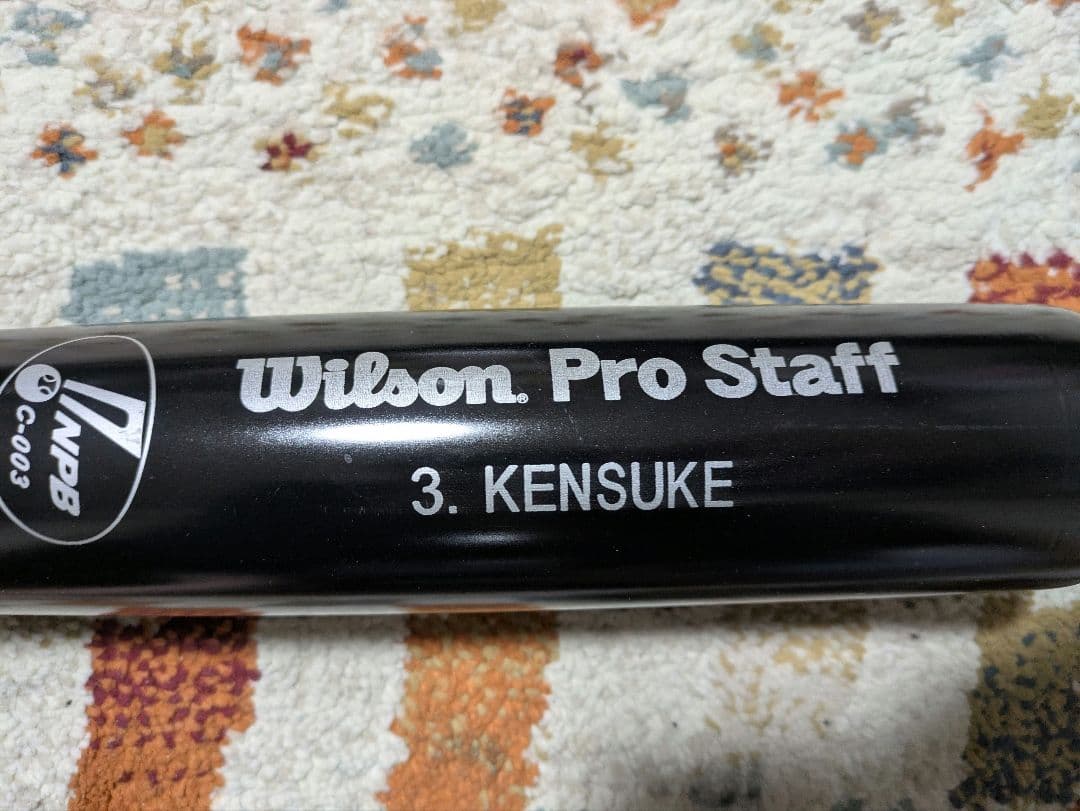 Wilson® Pro Staff
3. KENSUKE
NPB
C-003